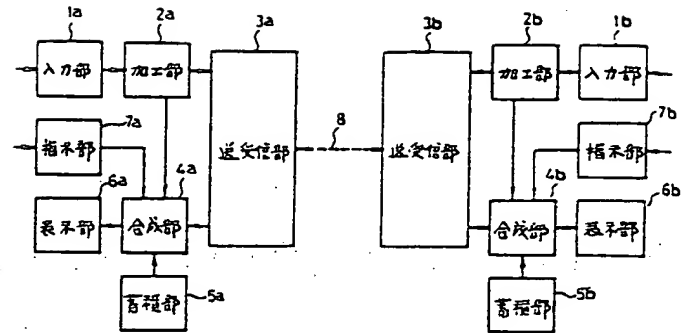 1a 2a 3a 3b 2b 1b
入力部 加工部 送受信部 8 送受信部 加工部 入力部
7a 7b
指示部 指示部
6a 4a 4b 6b
表示部 合成部 合成部 表示部
蓄積部 5a 蓄積部 5b